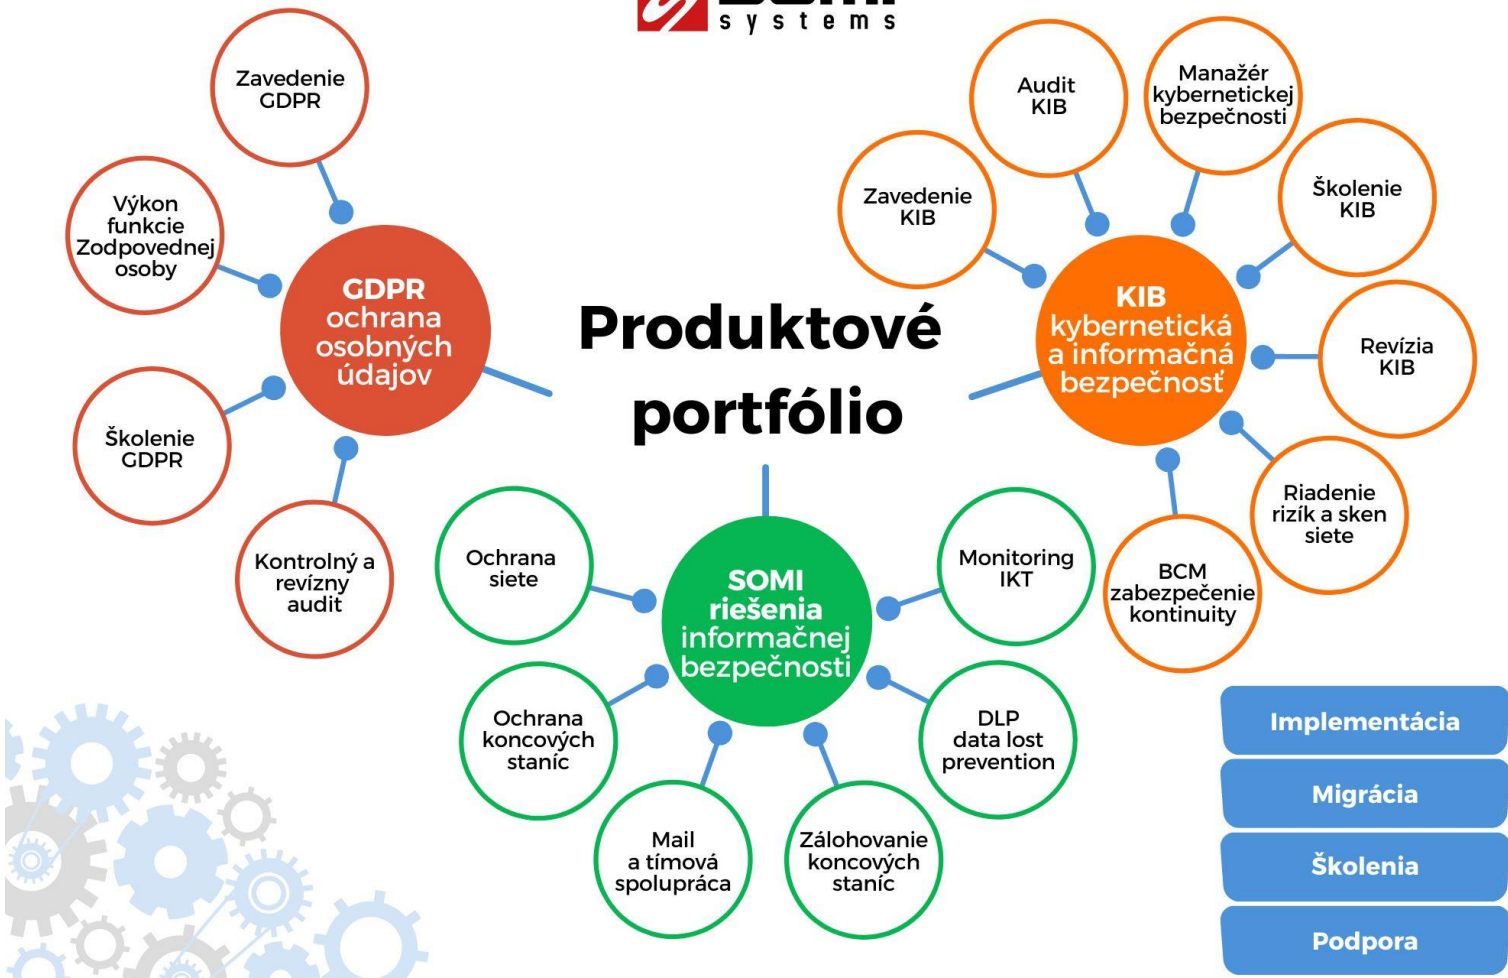 systems
Zavedenie
GDPR
Výkon
funkcie
Zodpovednej
osoby
Školenie
GDPR
Kontrolný a
revízny
audit
GDPR
ochrana
osobných
údajov
Produktové
portfólio
Audit
KIB
Manažér
kybernetickej
bezpečnosti
Zavedenie
KIB
Školenie
KIB
Revízia
KIB
Riadenie
rizík a sken
siete
BCM
zabezpečenie
kontinuity
KIB
kybernetická
a informačná
bezpečnosť
Ochrana
siete
Ochrana
koncových
staníc
Mail
a tímová
spolupráca
Zálohovanie
koncových
staníc
DLP
data lost
prevention
Monitoring
IKT
SOMI
riešenia
informačnej
bezpečnosti
Implementácia
Migrácia
Školenia
Podpora